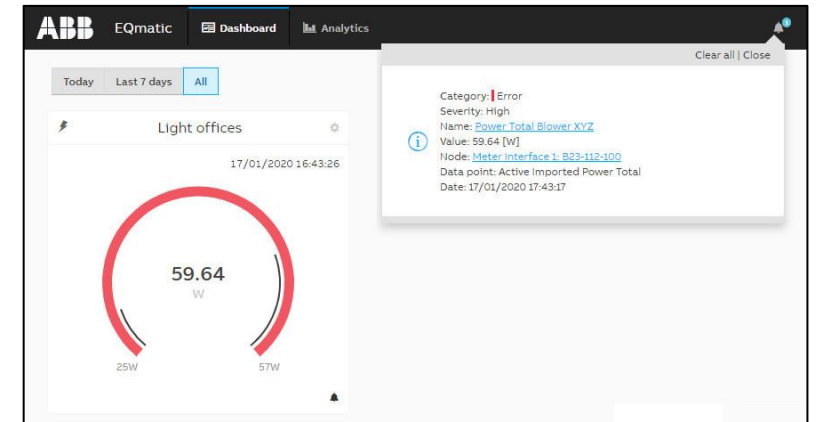 ABB EQmatic Dashboard Analytics 1
Clear all | Close
Today Last 7 days All
Category: Error
Severity: High
Name: Power Total Blower XYZ
Value: 59.64 [W]
Node: Meter Interface 1: B23-112-100
Data point: Active Imported Power Total
Date: 17/01/2020 17:43:17
Light offices
17/01/2020 16:43:26
59.64
W
25W 57W